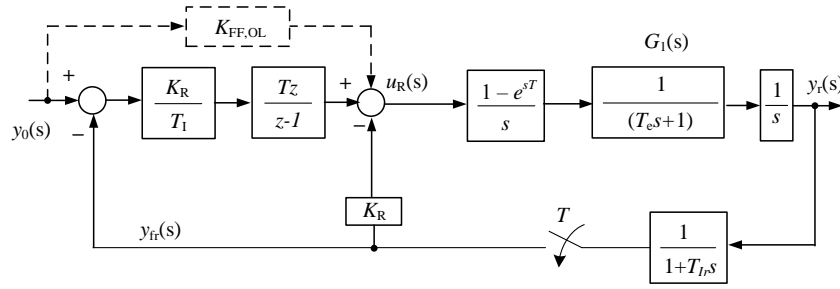 K_FF,OL
G_1(s)
+
K_R
T_I
Tz
z-1
+
u_R(s)
1 – e^{sT}
s
1
(T_e s+1)
1
s
y_r(s)
y_0(s)
–
–
K_R
T
y_fr(s)
1
1+T_Ir s